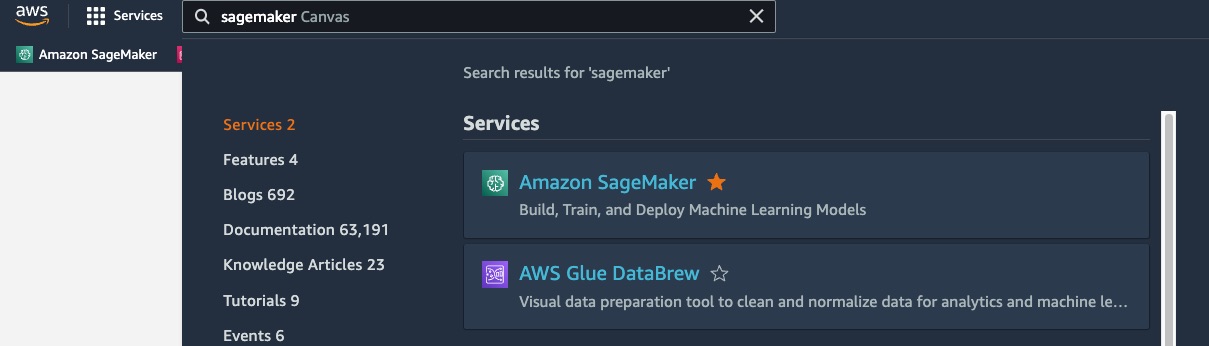 aws
Services
sagemaker Canvas
Amazon SageMaker
Search results for 'sagemaker'
Services 2
Features 4
Blogs 692
Documentation 63,191
Knowledge Articles 23
Tutorials 9
Events 6
Services
Amazon SageMaker
Build, Train, and Deploy Machine Learning Models
AWS Glue DataBrew
Visual data preparation tool to clean and normalize data for analytics and machine le...